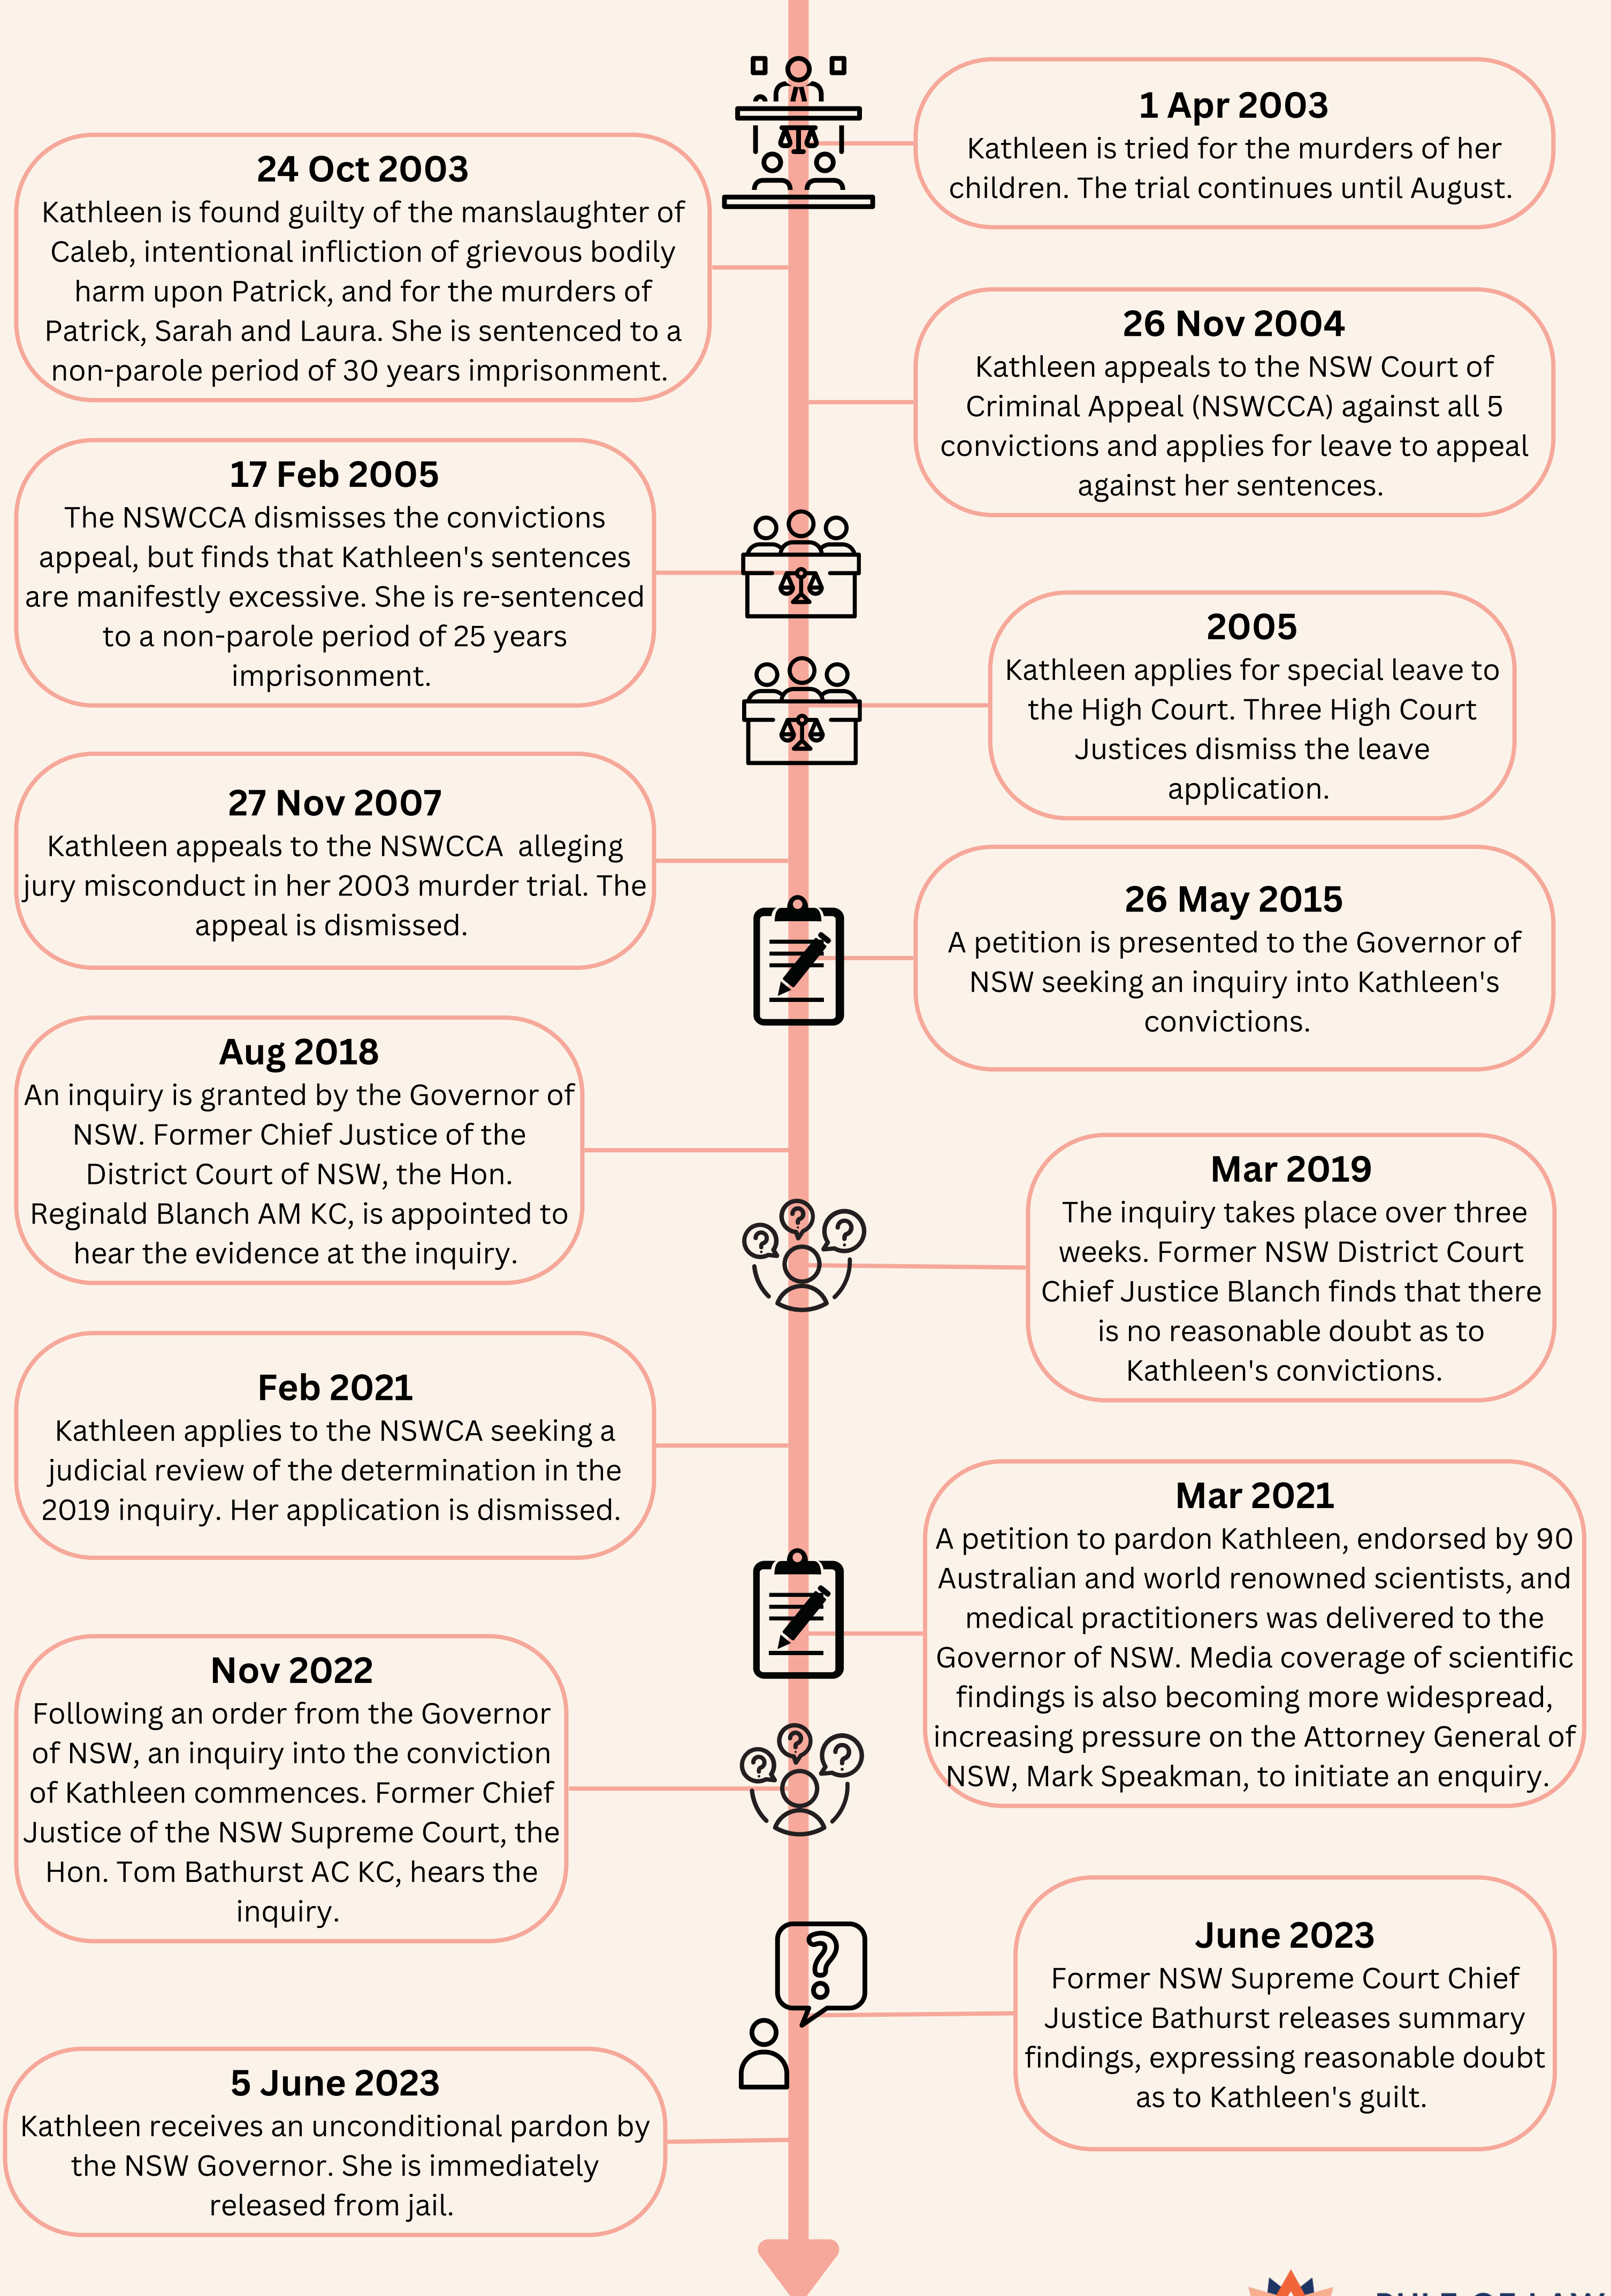 1 Apr 2003
Kathleen is tried for the murders of her
children. The trial continues until August.
24 Oct 2003
Kathleen is found guilty of the manslaughter of
Caleb, intentional infliction of grievous bodily
harm upon Patrick, and for the murders of
Patrick, Sarah and Laura. She is sentenced to a
non-parole period of 30 years imprisonment.
26 Nov 2004
Kathleen appeals to the NSW Court of
Criminal Appeal (NSWCCA) against all 5
convictions and applies for leave to appeal
against her sentences.
17 Feb 2005
The NSWCCA dismisses the convictions
appeal, but finds that Kathleen's sentences
are manifestly excessive. She is re-sentenced
to a non-parole period of 25 years
imprisonment.
2005
Kathleen applies for special leave to
the High Court. Three High Court
Justices dismiss the leave
application.
27 Nov 2007
Kathleen appeals to the NSWCCA  alleging
jury misconduct in her 2003 murder trial. The
appeal is dismissed.
26 May 2015
A petition is presented to the Governor of
NSW seeking an inquiry into Kathleen's
convictions.
Aug 2018
An inquiry is granted by the Governor of
NSW. Former Chief Justice of the
District Court of NSW, the Hon.
Reginald Blanch AM KC, is appointed to
hear the evidence at the inquiry.
Mar 2019
The inquiry takes place over three
weeks. Former NSW District Court
Chief Justice Blanch finds that there
is no reasonable doubt as to
Kathleen's convictions.
Feb 2021
Kathleen applies to the NSWCA seeking a
judicial review of the determination in the
2019 inquiry. Her application is dismissed.
Mar 2021
A petition to pardon Kathleen, endorsed by 90
Australian and world renowned scientists, and
medical practitioners was delivered to the
Governor of NSW. Media coverage of scientific
findings is also becoming more widespread,
increasing pressure on the Attorney General of
NSW, Mark Speakman, to initiate an enquiry.
Nov 2022
Following an order from the Governor
of NSW, an inquiry into the conviction
of Kathleen commences. Former Chief
Justice of the NSW Supreme Court, the
Hon. Tom Bathurst AC KC, hears the
inquiry.
June 2023
Former NSW Supreme Court Chief
Justice Bathurst releases summary
findings, expressing reasonable doubt
as to Kathleen's guilt.
5 June 2023
Kathleen receives an unconditional pardon by
the NSW Governor. She is immediately
released from jail.
RULE OF LAW